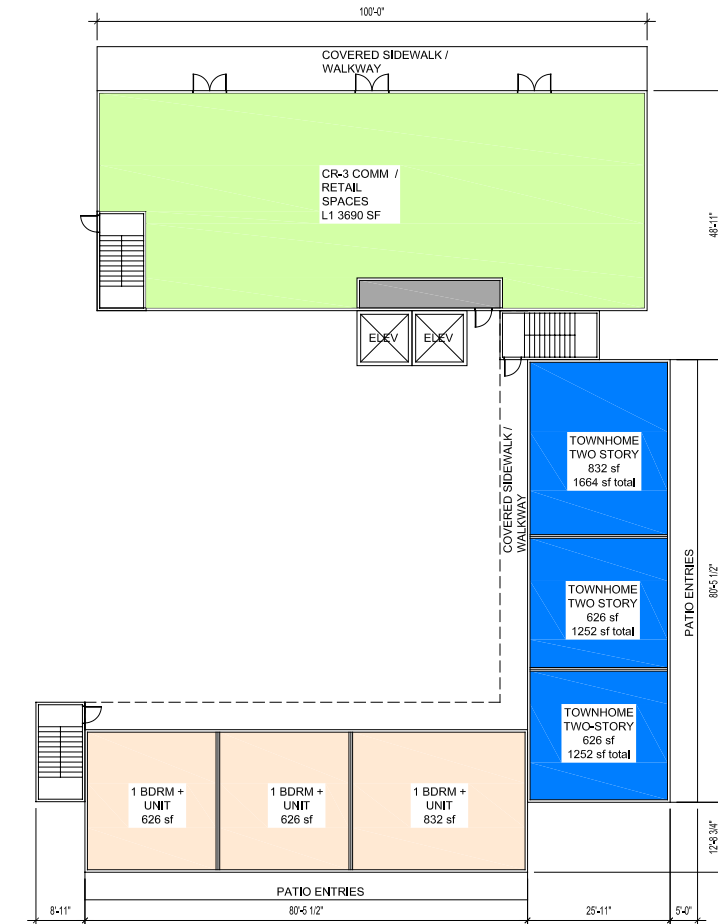 100'-0"
COVERED SIDEWALK /
WALKWAY
CR-3 COMM /
RETAIL
SPACES
L1 3690 SF
48'-11"
ELEV
ELEV
COVERED SIDEWALK /
WALKWAY
TOWNHOME
TWO STORY
832 sf
1664 sf total
TOWNHOME
TWO STORY
626 sf
1252 sf total
PATIO ENTRIES
80'-5 1/2"
TOWNHOME
TWO-STORY
626 sf
1252 sf total
1 BDRM +
UNIT
626 sf
1 BDRM +
UNIT
626 sf
1 BDRM +
UNIT
832 sf
12'-8 3/4"
PATIO ENTRIES
8'-11"
80'-5 1/2"
25'-11"
5'-0"